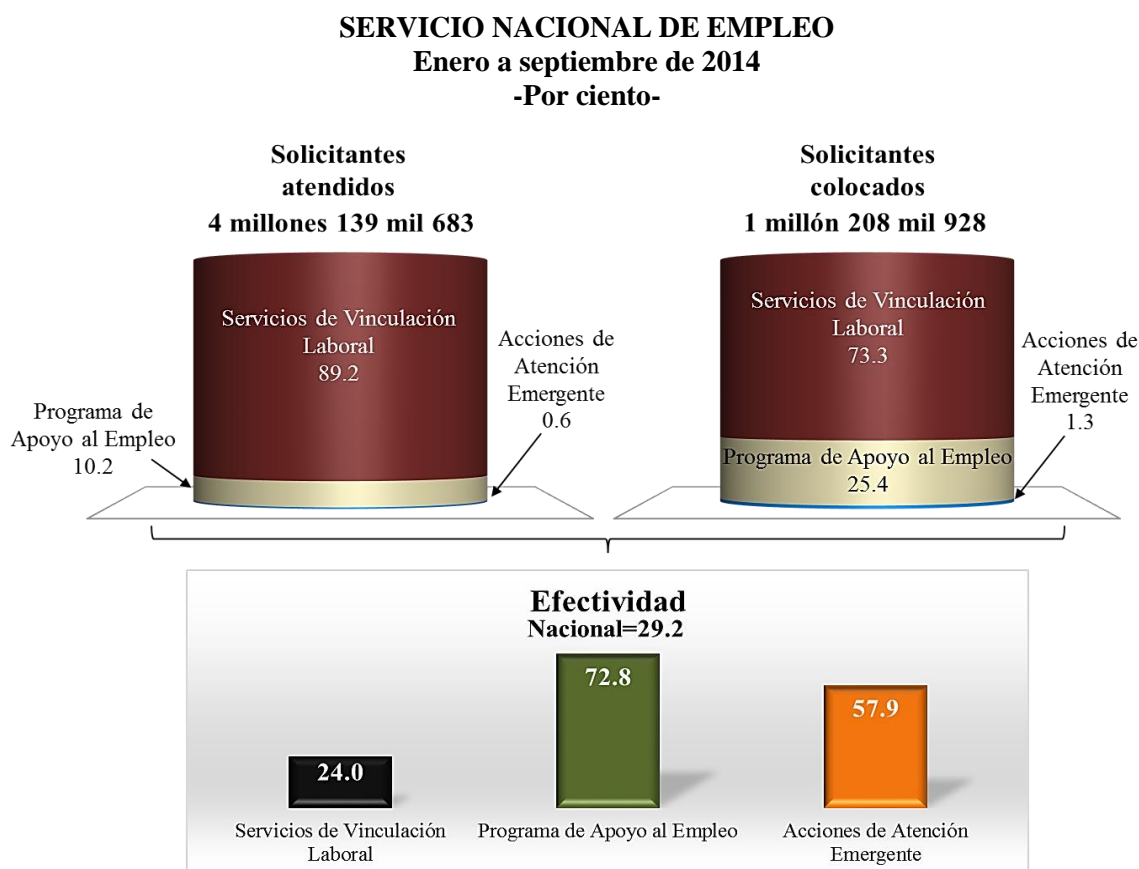 SERVICIO NACIONAL DE EMPLEO
Enero a septiembre de 2014
-Por ciento-
Solicitantes
atendidos
4 millones 139 mil 683
Servicios de Vinculación
Laboral
89.2
Programa de
Apoyo al Empleo
10.2
Acciones de
Atención
Emergente
0.6
Solicitantes
colocados
1 millón 208 mil 928
Servicios de Vinculación
Laboral
73.3
Programa de Apoyo al Empleo
25.4
Acciones de
Atención
Emergente
1.3
Efectividad
Nacional=29.2
24.0
72.8
57.9
Servicios de Vinculación
Laboral
Programa de Apoyo al Empleo
Acciones de Atención
Emergente